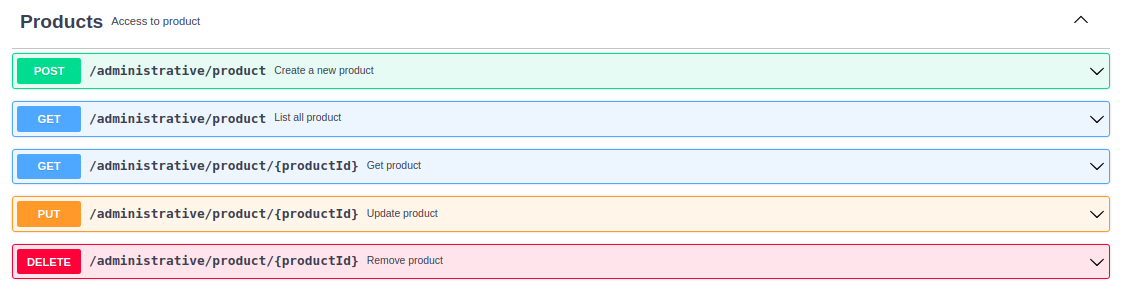 Products Access to product
POST /administrative/product Create a new product
GET /administrative/product List all product
GET /administrative/product/{productId} Get product
PUT /administrative/product/{productId} Update product
DELETE /administrative/product/{productId} Remove product